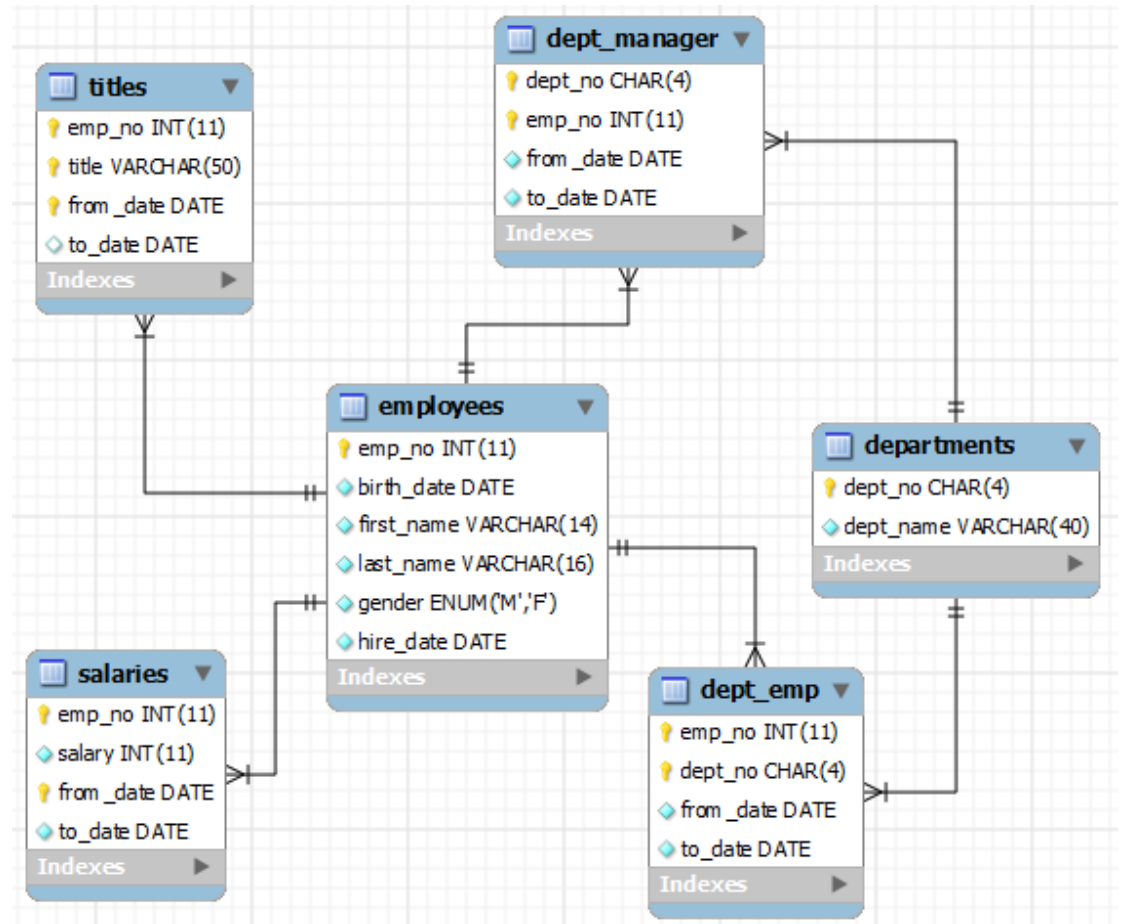 dept_manager
dept_no CHAR(4)
emp_no INT(11)
from_date DATE
to_date DATE
Indexes
titles
emp_no INT(11)
title VARCHAR(50)
from_date DATE
to_date DATE
Indexes
employees
emp_no INT(11)
birth_date DATE
first_name VARCHAR(14)
last_name VARCHAR(16)
gender ENUM('M','F')
hire_date DATE
Indexes
departments
dept_no CHAR(4)
dept_name VARCHAR(40)
Indexes
salaries
emp_no INT(11)
salary INT(11)
from_date DATE
to_date DATE
Indexes
dept_emp
emp_no INT(11)
dept_no CHAR(4)
from_date DATE
to_date DATE
Indexes